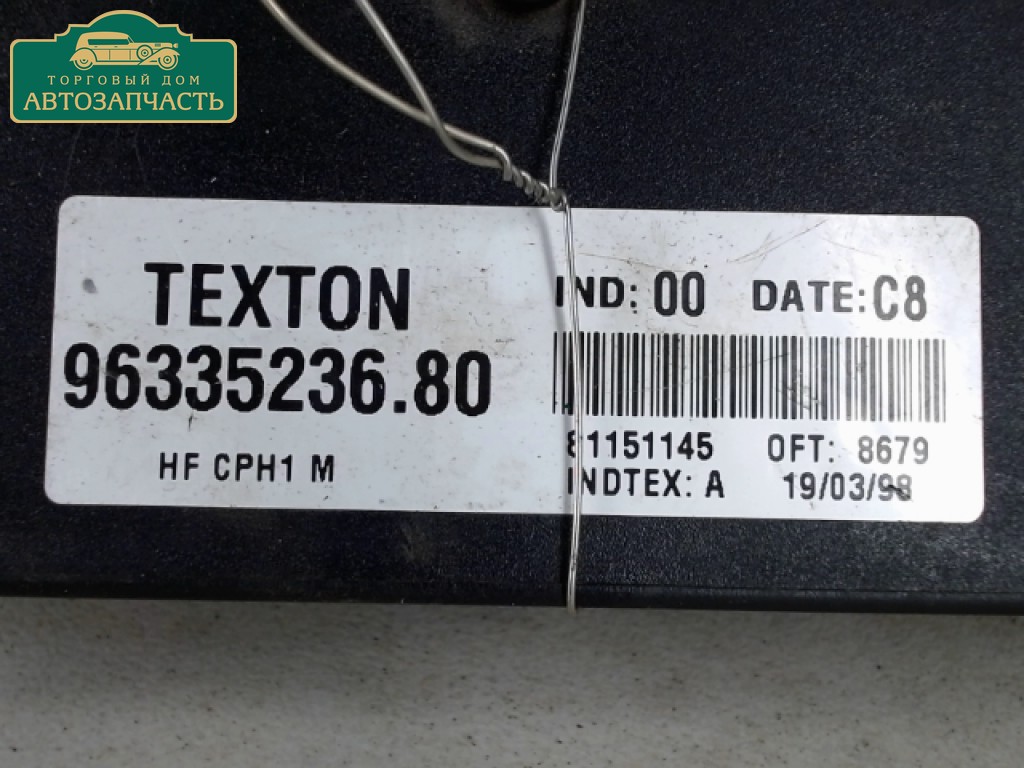 ТОРГОВЫЙ ДОМ
АВТОЗАПЧАСТЬ
TEXTON
96335236.80
HF CPH1 M
IND: 00 DATE: C8
81151145 OFT: 8679
INDTEX: A 19/03/98